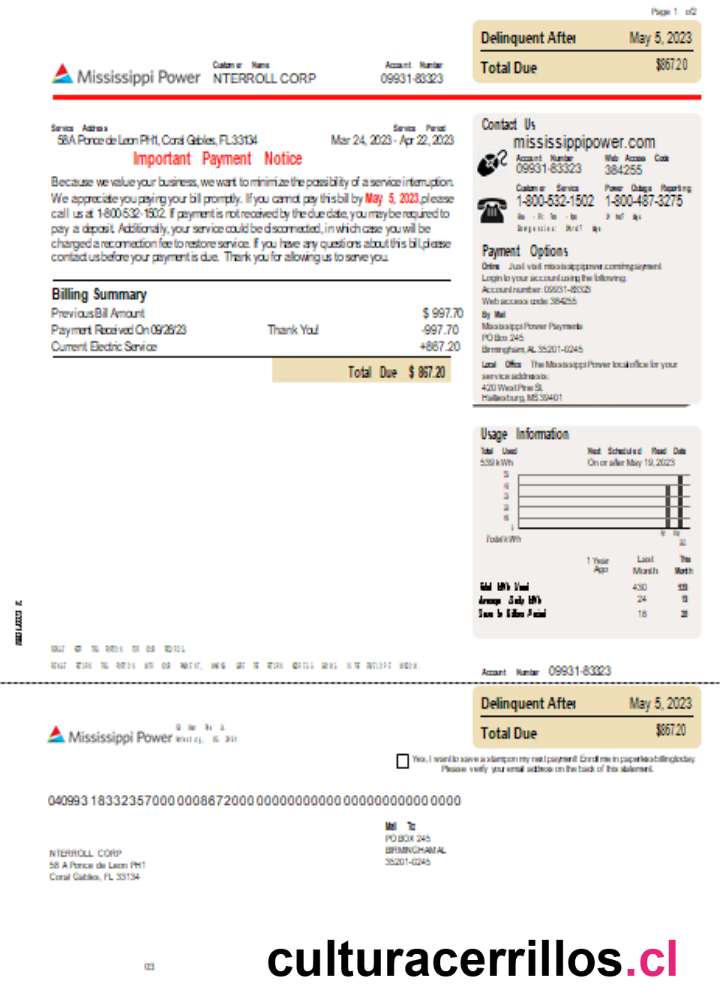 Page 1 of2
Delinquent After May 5, 2023
Total Due $867.20
Mississippi Power
Customer Name
NTERROLL CORP
Account Number
09931-83323
Service Address
58A Ponce de Leon PH1, Coral Gables, FL33134
Service Period
Mar 24, 2023 - Apr 22, 2023
Important Payment Notice
Because we value your business, we want to minimize the possibility of a service interruption.
We appreciate you paying your bill promptly. If you cannot pay this bill by May 5, 2023, please
call us at 1-800-532-1502. If payment is not received by the due date, you may be required to
pay a deposit. Additionally, your service could be disconnected, in which case you will be
charged a reconnection fee to restore service. If you have any questions about this bill, please
contact us before your payment is due. Thank you for allowing us to serve you.
Billing Summary
Previous Bill Amount $ 997.70
Payment Received On 09/26/23 Thank You! -997.70
Current Electric Service +867.20
Total Due $ 867.20
Contact Us
mississippipower.com
Account Number
09931-83323
Web Access Code
384255
Customer Service
1-800-532-1502
Power Outage Reporting
1-800-487-3275
Payment Options
Online Just visit mississippipower.com/mypayment
Login to your account using the following:
Account number: 09931-83323
Web access code: 384255
By Mail
Mississippi Power Payments
PO Box 245
Birmingham, AL 35201-0245
Local Office The Mississippi Power local office for your
service address is:
420 West Pine St.
Hattiesburg, MS 39401
Usage Information
Total Used
539 kWh
Next Scheduled Read Date
On or after May 19, 2023
Total kWh
1 Year Ago
Last Month
This Month
Total kWh Used 430 539
Average Daily kWh 24
Days In Billing Period 18
Account Number 09931-83323
Delinquent After May 5, 2023
Total Due $867.20
Mississippi Power
Yes, I want to save a stamp on my next payment! Enroll me in paperless billing today.
Please verify your email address on the back of this statement.
040993 18332357000 0008672000 000000000000 000000000000 0000
Mail To:
PO BOX 245
BIRMINGHAM AL
35201-0245
NTERROLL CORP
58 A Ponce de Leon PH1
Coral Gables, FL 33134
culturacerrillos.cl